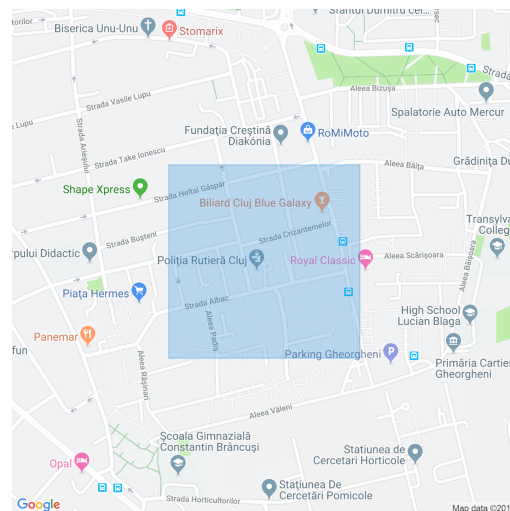 Sfântul Dumitru cel
torilor
Biserica Unu-Unu
Stomarix
Strada
Aleea Bizușa
Strada Vasile Lupu
Spalatorie Auto Mercur
Fundația Creștină
Diakónia
RoMiMoto
Strada Arieșului
Strada Take Ionescu
Aleea Băița
Grădinița Du
Shape Xpress
Strada Heltai Gáspár
Biliard Cluj Blue Galaxy
Transylva
Colleg
Strada Bușteni
Strada Crizantemelor
rpului Didactic
Poliția Rutieră Cluj
Royal Classic
Aleea Scărișoara
Aleea Băișoara
Piața Hermes
Strada Albac
High School
Lucian Blaga
Panemar
Aleea Padiș
fun
Aleea Rășinari
Parking Gheorgheni
Primăria Cartier
Gheorgheni
Aleea Văleni
Școala Gimnazială
Constantin Brâncuși
Stațiunea de
Cercetari Horticole
Opal
Stațiunea De
Cercetări Pomicole
Strada Horticultorilor
Google
Map data ©201